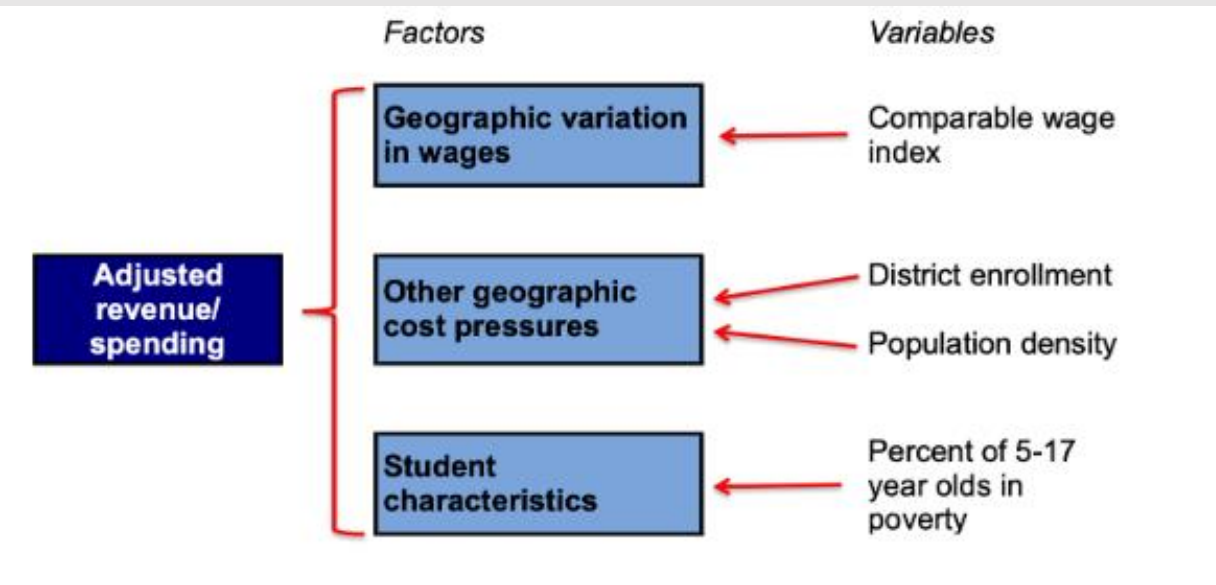 Factors
Variables
Geographic variation
in wages
Comparable wage
index
Adjusted
revenue/
spending
Other geographic
cost pressures
District enrollment
Population density
Student
characteristics
Percent of 5-17
year olds in
poverty